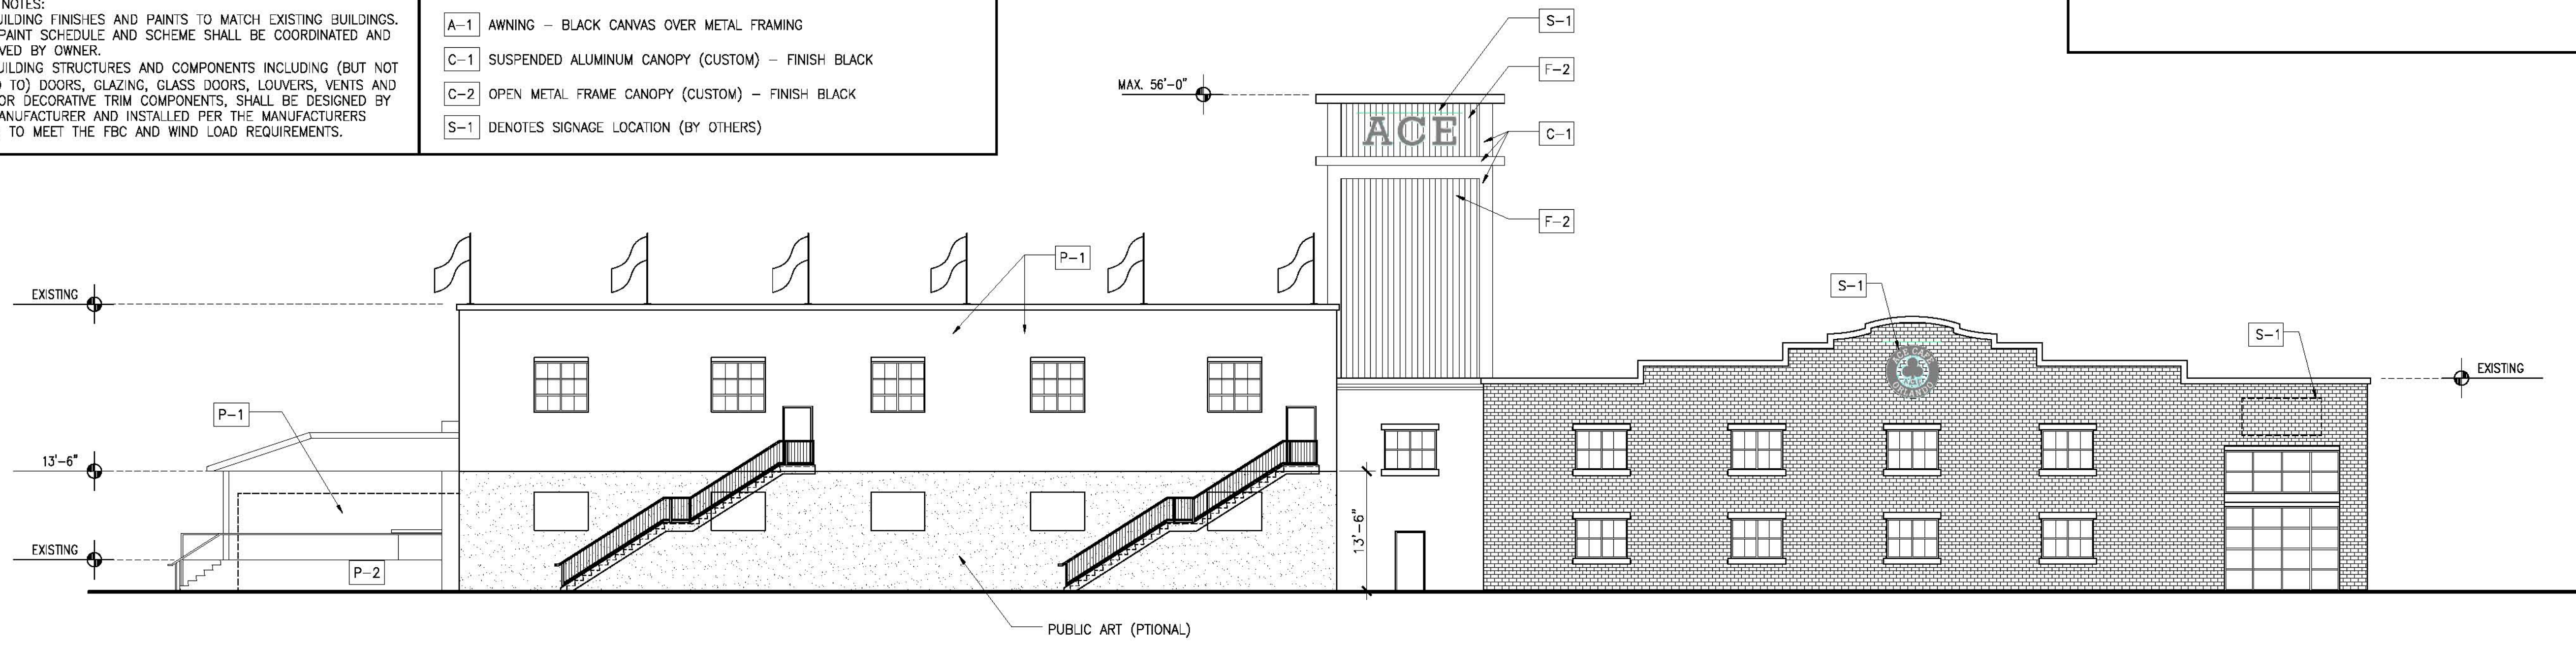 NOTES:
UILDING FINISHES AND PAINTS TO MATCH EXISTING BUILDINGS.
PAINT SCHEDULE AND SCHEME SHALL BE COORDINATED AND
VED BY OWNER.
UILDING STRUCTURES AND COMPONENTS INCLUDING (BUT NOT
TO) DOORS, GLAZING, GLASS DOORS, LOUVERS, VENTS AND
OR DECORATIVE TRIM COMPONENTS, SHALL BE DESIGNED BY
ANUFACTURER AND INSTALLED PER THE MANUFACTURERS
TO MEET THE FBC AND WIND LOAD REQUIREMENTS.
A-1 AWNING - BLACK CANVAS OVER METAL FRAMING
C-1 SUSPENDED ALUMINUM CANOPY (CUSTOM) - FINISH BLACK
C-2 OPEN METAL FRAME CANOPY (CUSTOM) - FINISH BLACK
S-1 DENOTES SIGNAGE LOCATION (BY OTHERS)
S-1
F-2
MAX. 56'-0"
ACE
C-1
F-2
P-1
S-1
EXISTING
S-1
EXISTING
P-1
13'-6"
13'-6"
EXISTING
P-2
ACE CAFE
ORLANDO
PUBLIC ART (PTIONAL)